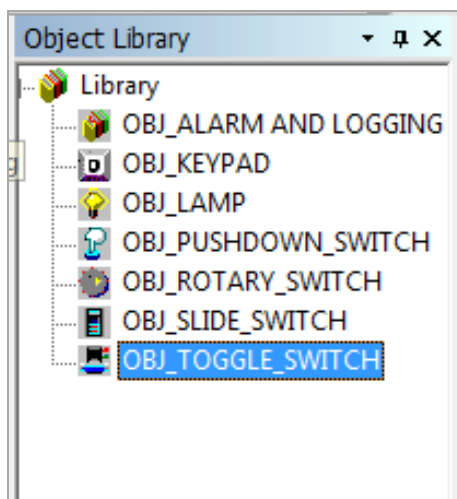 Object Library
Library
OBJ_ALARM AND LOGGING
OBJ_KEYPAD
OBJ_LAMP
OBJ_PUSHDOWN_SWITCH
OBJ_ROTARY_SWITCH
OBJ_SLIDE_SWITCH
OBJ_TOGGLE_SWITCH